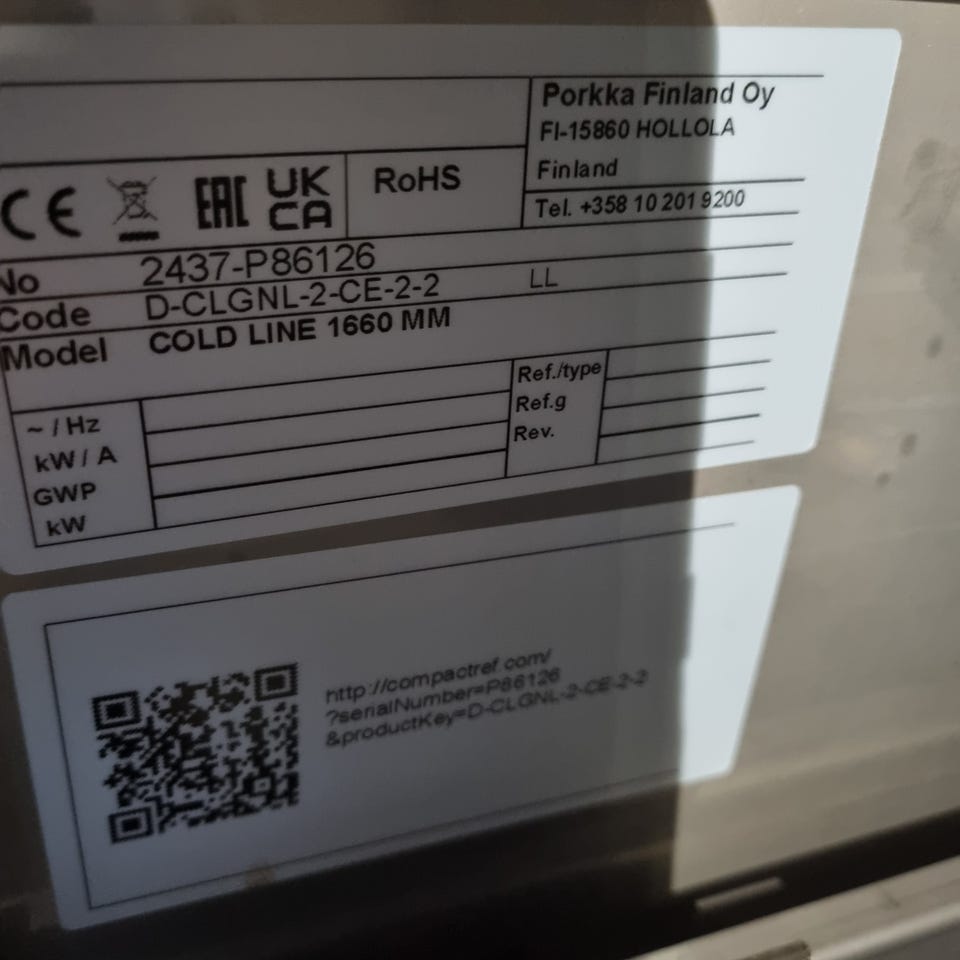 Porkka Finland Oy
FI-15860 HOLLOLA
Finland
Tel. +358 10 201 9200
CE EAC UK CA RoHS
No 2437-P86126
Code D-CLGNL-2-CE-2-2 LL
Model COLD LINE 1660 MM
~ / Hz
kW / A
GWP
kW
Ref./type
Ref.g
Rev.
http://compactref.com/
?serialNumber=P86126
&productKey=D-CLGNL-2-CE-2-2